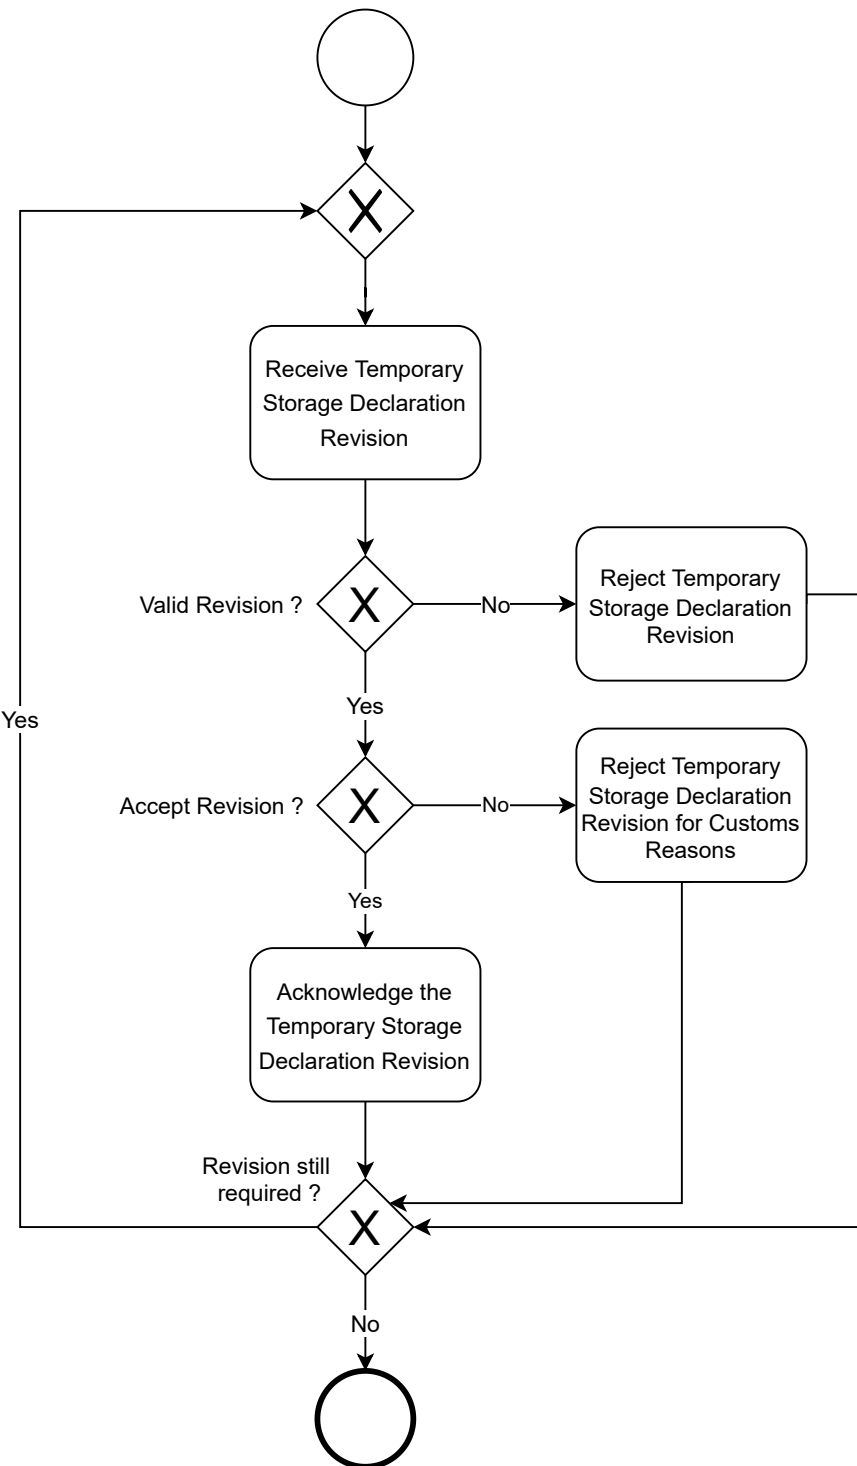 X
Receive Temporary
Storage Declaration
Revision
Valid Revision ?
X
No
Reject Temporary
Storage Declaration
Revision
Yes
Yes
Accept Revision ?
X
No
Reject Temporary
Storage Declaration
Revision for Customs
Reasons
Yes
Acknowledge the
Temporary Storage
Declaration Revision
Revision still
required ?
X
No